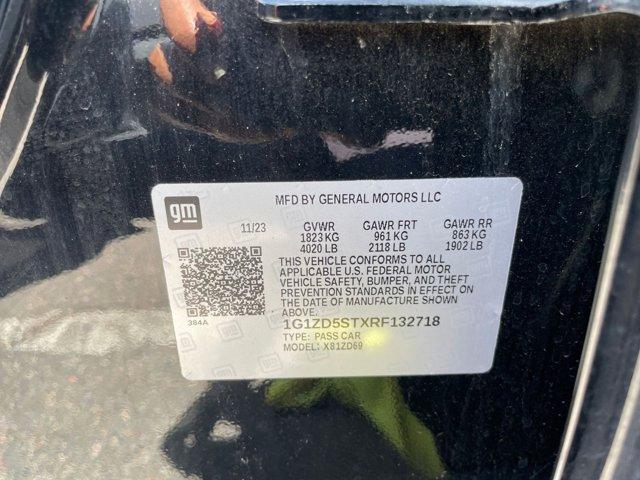 MFD BY GENERAL MOTORS LLC
gm
11/23 GVWR GAWR FRT GAWR RR
1823 KG 961 KG 863 KG
4020 LB 2118 LB 1902 LB
THIS VEHICLE CONFORMS TO ALL
APPLICABLE U.S. FEDERAL MOTOR
VEHICLE SAFETY, BUMPER, AND THEFT
PREVENTION STANDARDS IN EFFECT ON
THE DATE OF MANUFACTURE SHOWN
ABOVE.
384A
1G1ZD5STXRF132718
TYPE: PASS CAR
MODEL: X81ZD69